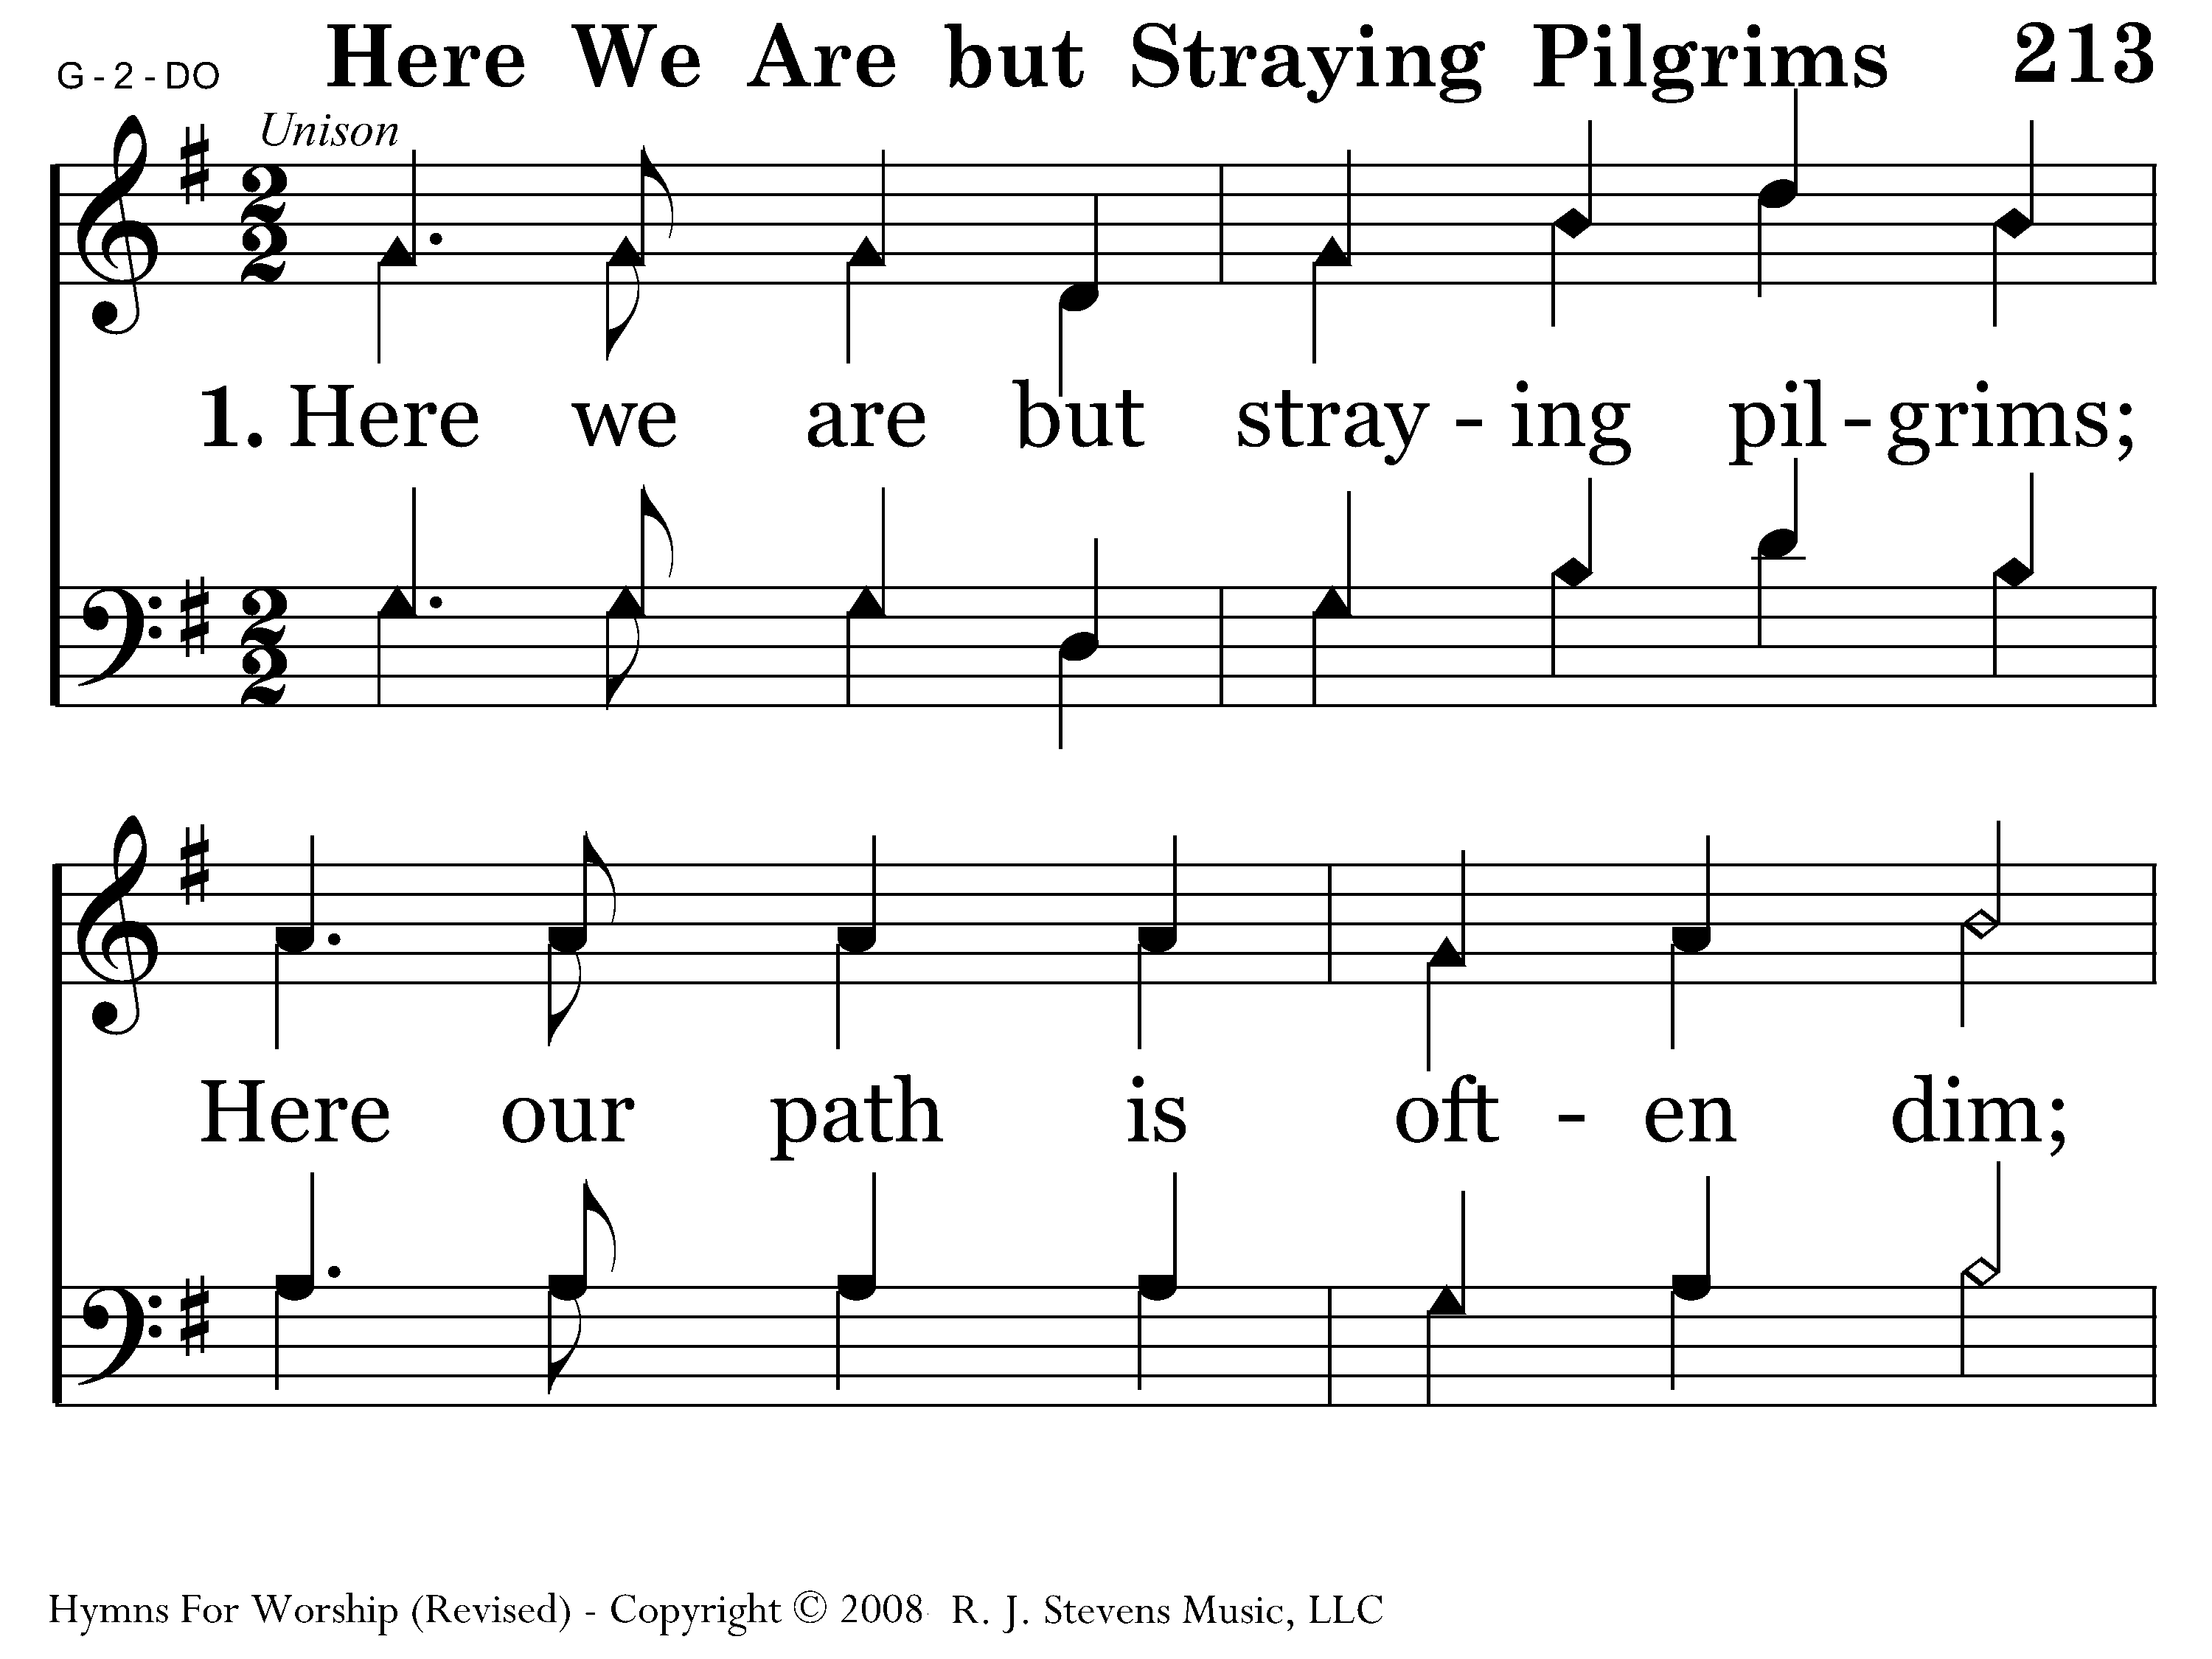 G - 2 - DO Here We Are but Straying Pilgrims 213
Unison
1. Here we are but stray - ing pil - grims;
Here our path is oft - en dim;
Hymns For Worship (Revised) - Copyright © 2008 R. J. Stevens Music, LLC